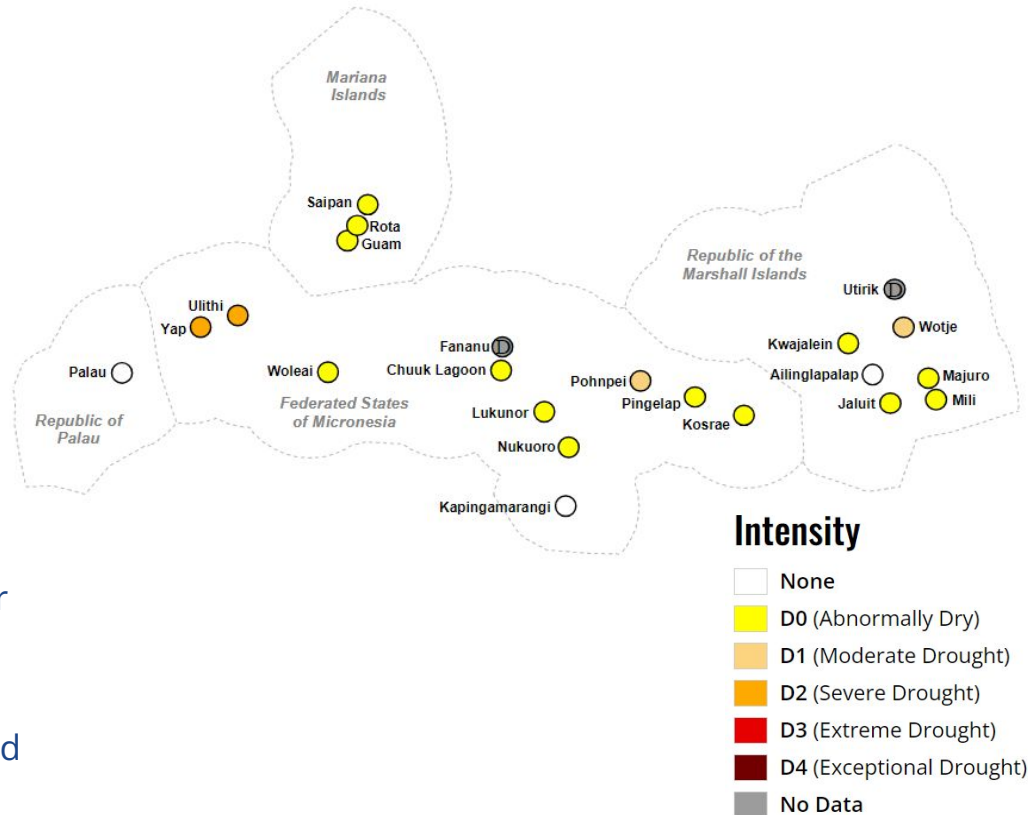 Mariana
Islands
Saipan
Rota
Guam
Republic of the
Marshall Islands
Utirik
D
Ulithi
Yap
Wotje
Kwajalein
Fananu
D
Palau
Woleai
Chuuk Lagoon
Ailinglapalap
Majuro
Pohnpei
Pingelap
Jaluit
Mili
Federated States
of Micronesia
Lukunor
Kosrae
Republic of
Palau
Nukuoro
Kapingamarangi
Intensity
None
D0 (Abnormally Dry)
D1 (Moderate Drought)
D2 (Severe Drought)
D3 (Extreme Drought)
D4 (Exceptional Drought)
No Data
r
d